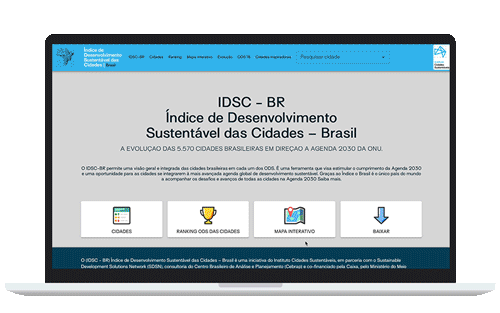 Índice de
Desenvolvimento
Sustentável das
Cidades | Brasil
IDSC-BR Cidades Ranking Mapa interativo Evolução ODS 18 Cidades inspiradoras Pesquisar cidade
IDSC - BR
Índice de Desenvolvimento
Sustentável das Cidades – Brasil
A EVOLUÇÃO DAS 5.570 CIDADES BRASILEIRAS EM DIREÇÃO A AGENDA 2030 DA ONU.
O IDSC-BR permite uma visão geral e integrada das cidades brasileiras em cada um dos ODS. É uma ferramenta que visa estimular o cumprimento da Agenda 2030
e uma oportunidade para as cidades se integrarem à mais avançada agenda global de desenvolvimento sustentável. Graças ao Índice o Brasil é o único país do mundo
a acompanhar os desafios e avanços de todas as cidades na Agenda 2030 Saiba mais.
CIDADES RANKING ODS DAS CIDADES MAPA INTERATIVO BAIXAR
O (IDSC - BR) Índice de Desenvolvimento Sustentável das Cidades – Brasil é uma iniciativa do Instituto Cidades Sustentáveis, em parceria com o Sustainable
Development Solutions Network (SDSN), consultoria do Centro Brasileiro de Análise e Planejamento (Cebrap) e co-financiado pela Caixa, pelo Ministério do Meio